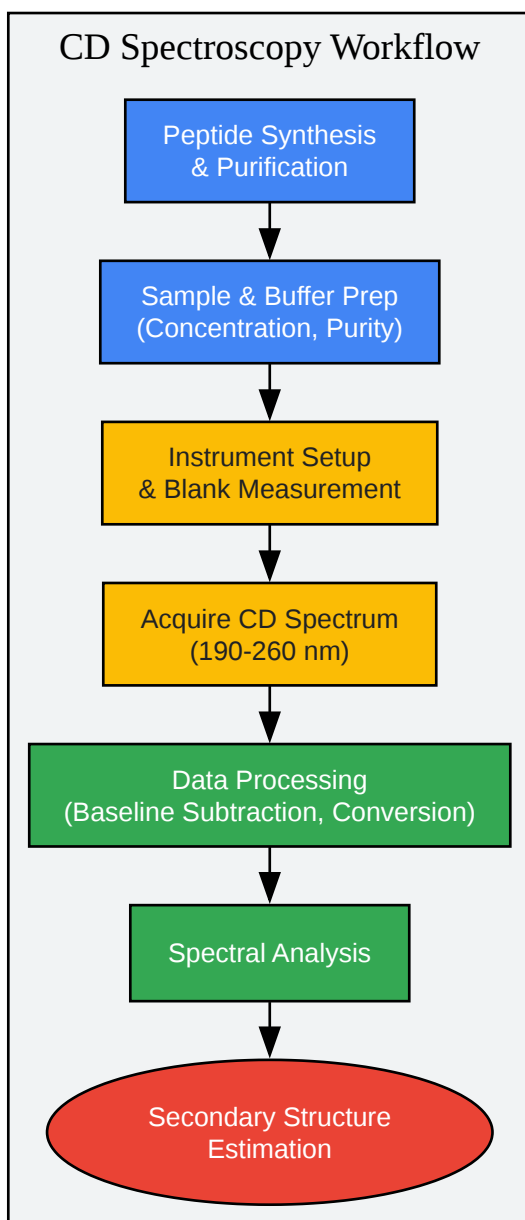 CD Spectroscopy Workflow
Peptide Synthesis
& Purification
Sample & Buffer Prep
(Concentration, Purity)
Instrument Setup
& Blank Measurement
Acquire CD Spectrum
(190-260 nm)
Data Processing
(Baseline Subtraction, Conversion)
Spectral Analysis
Secondary Structure
Estimation